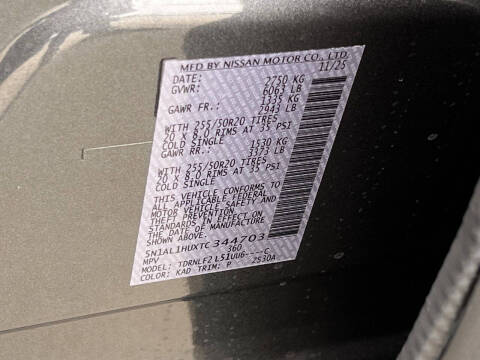 MFD BY NISSAN MOTOR CO., LTD.
DATE: 11/25
GVWR: 2750 KG
6063 LB
GAWR FR.: 1335 KG
2943 LB
WITH 255/50R20 TIRES
20 X 8.0 RIMS AT 35 PSI
COLD SINGLE
GAWR RR.: 1530 KG
3373 LB
WITH 255/50R20 TIRES
20 X 8.0 RIMS AT 35 PSI
COLD SINGLE
THIS VEHICLE CONFORMS TO
ALL APPLICABLE FEDERAL
MOTOR VEHICLE SAFETY AND
THEFT PREVENTION
STANDARDS IN EFFECT ON
THE DATE OF MANUFACTURE
SHOWN ABOVE.
5N1AL1HUXTC344703
MPV 360
MODEL: TDRNLF2 L51UU6----C
COLOR: KAD TRIM: P 2530A